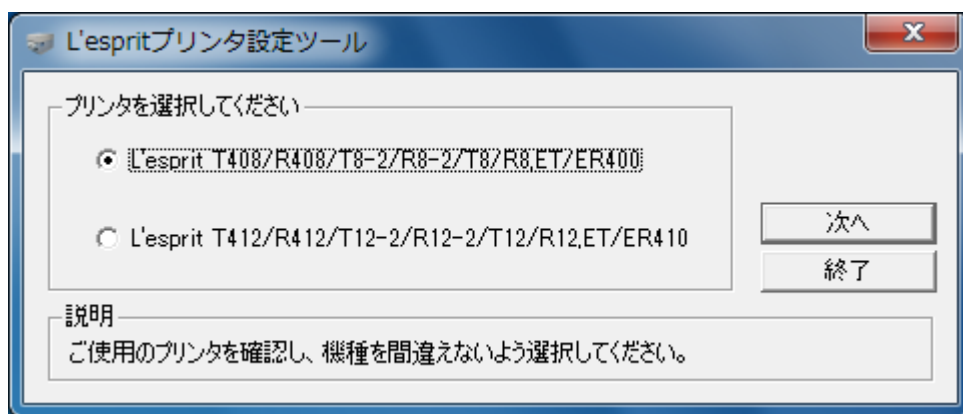 L'espritプリンタ設定ツール
プリンタを選択してください
L'esprit T408/R408/T8-2/R8-2/T8/R8,ET/ER400
L'esprit T412/R412/T12-2/R12-2/T12/R12,ET/ER410
次へ
終了
説明
ご使用のプリンタを確認し、機種を間違えないよう選択してください。